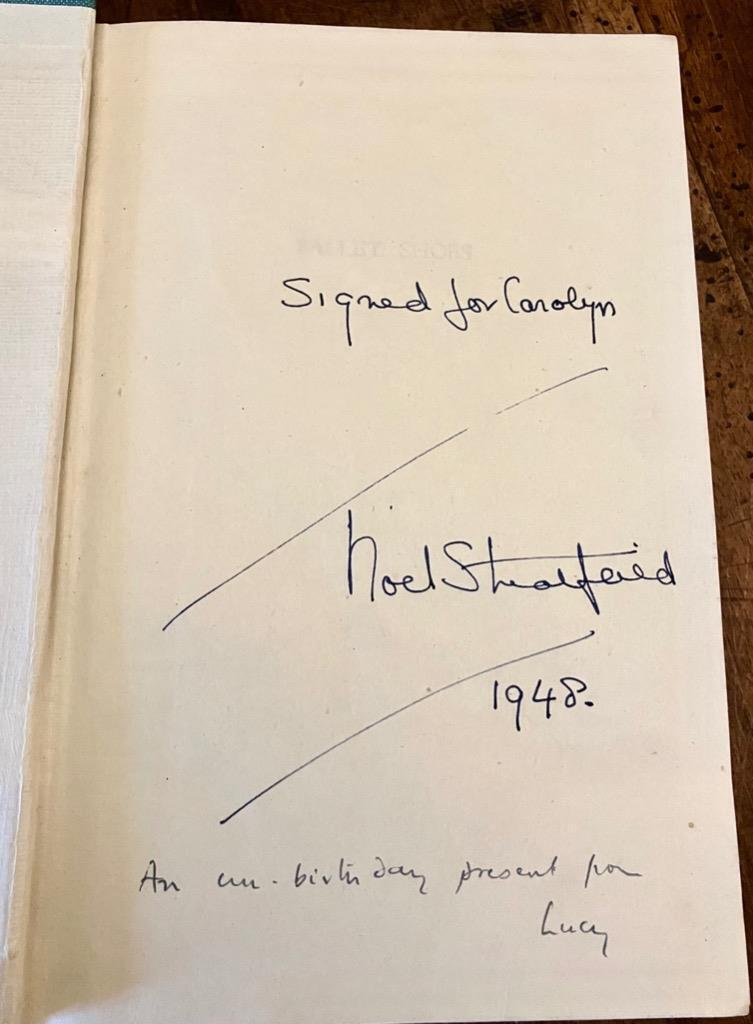 BALLET SHOES
Signed for Carolyn
Noel Streatfeild
1948.
An un-birthday present from
Lucy